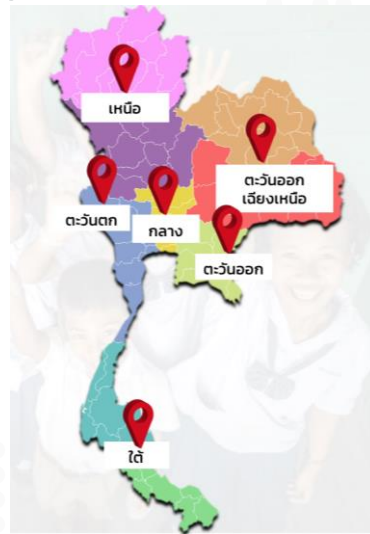 เหนือ
ตะวันออก
เฉียงเหนือ
ตะวันตก
กลาง
ตะวันออก
ใต้